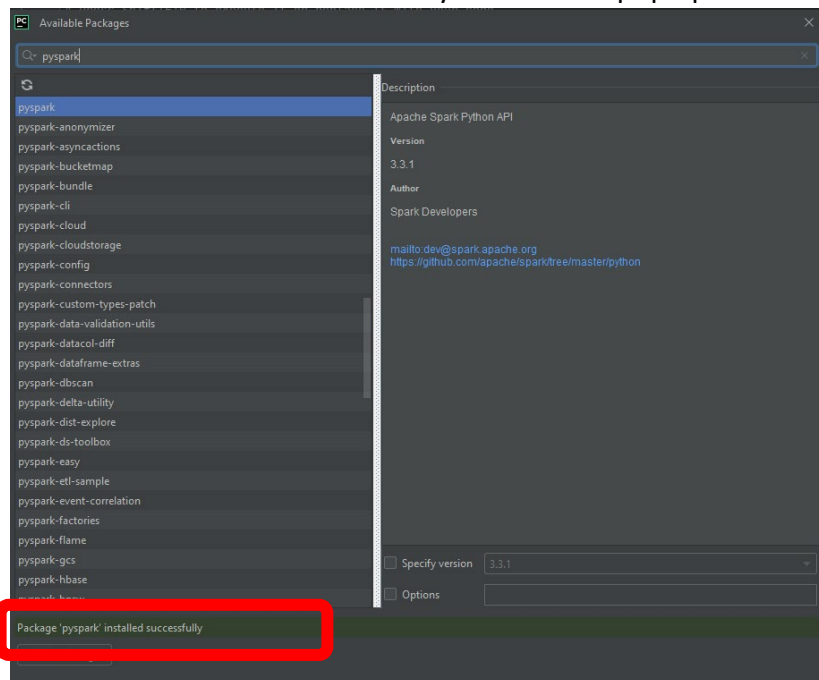 PC Available Packages
pyspark
pyspark
pyspark-anonymizer
pyspark-asyncactions
pyspark-bucketmap
pyspark-bundle
pyspark-cli
pyspark-cloud
pyspark-cloudstorage
pyspark-config
pyspark-connectors
pyspark-custom-types-patch
pyspark-data-validation-utils
pyspark-datacol-diff
pyspark-dataframe-extras
pyspark-dbscan
pyspark-delta-utility
pyspark-dist-explore
pyspark-ds-toolbox
pyspark-easy
pyspark-etl-sample
pyspark-event-correlation
pyspark-factories
pyspark-flame
pyspark-gcs
pyspark-hbase
Description
Apache Spark Python API
Version
3.3.1
Author
Spark Developers
mailto:dev@spark.apache.org
https://github.com/apache/spark/tree/master/python
Specify version 3.3.1
Options
Package 'pyspark' installed successfully